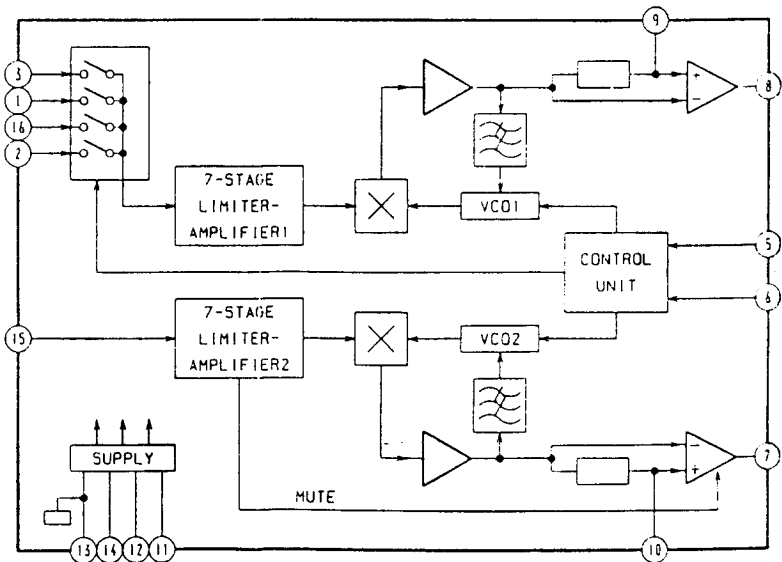 9
3
1
16
2
8
7-STAGE
LIMITER-
AMPLIFIER1
VCO1
CONTROL
UNIT
5
6
7-STAGE
LIMITER-
AMPLIFIER2
VCO2
15
SUPPLY
MUTE
7
13
14
12
11
10
+
−
−
+